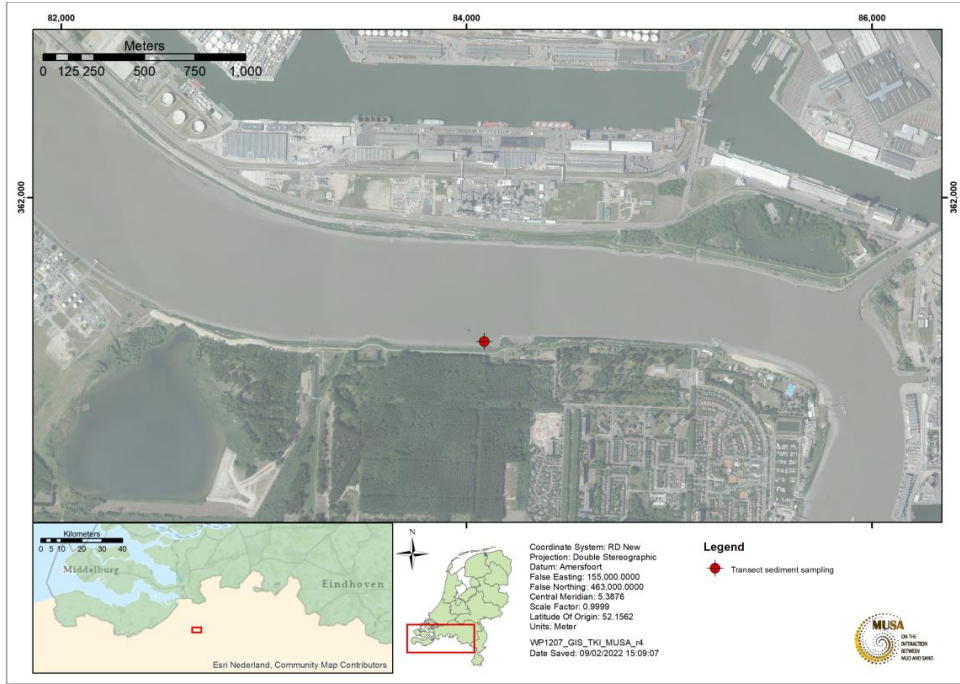 82,000
84,000
86,000
Meters
0 125 250 500 750 1,000
362,000
362,000
Kilometers
0 5 10 20 30 40
Middelburg
Eindhoven
Esri Nederland, Community Map Contributors
N
Coordinate System: RD New
Projection: Double Stereographic
Datum: Amersfoort
False Easting: 155,000.0000
False Northing: 463,000.0000
Central Meridian: 5.3876
Scale Factor: 0.9999
Latitude Of Origin: 52.1562
Units: Meter
WP1207_GIS_TKI_MUSA_r4
Date Saved: 09/02/2022 15:09:07
Legend
Transect sediment sampling
MUSA
ON THE
INTERACTION
BETWEEN
MUD AND SAND